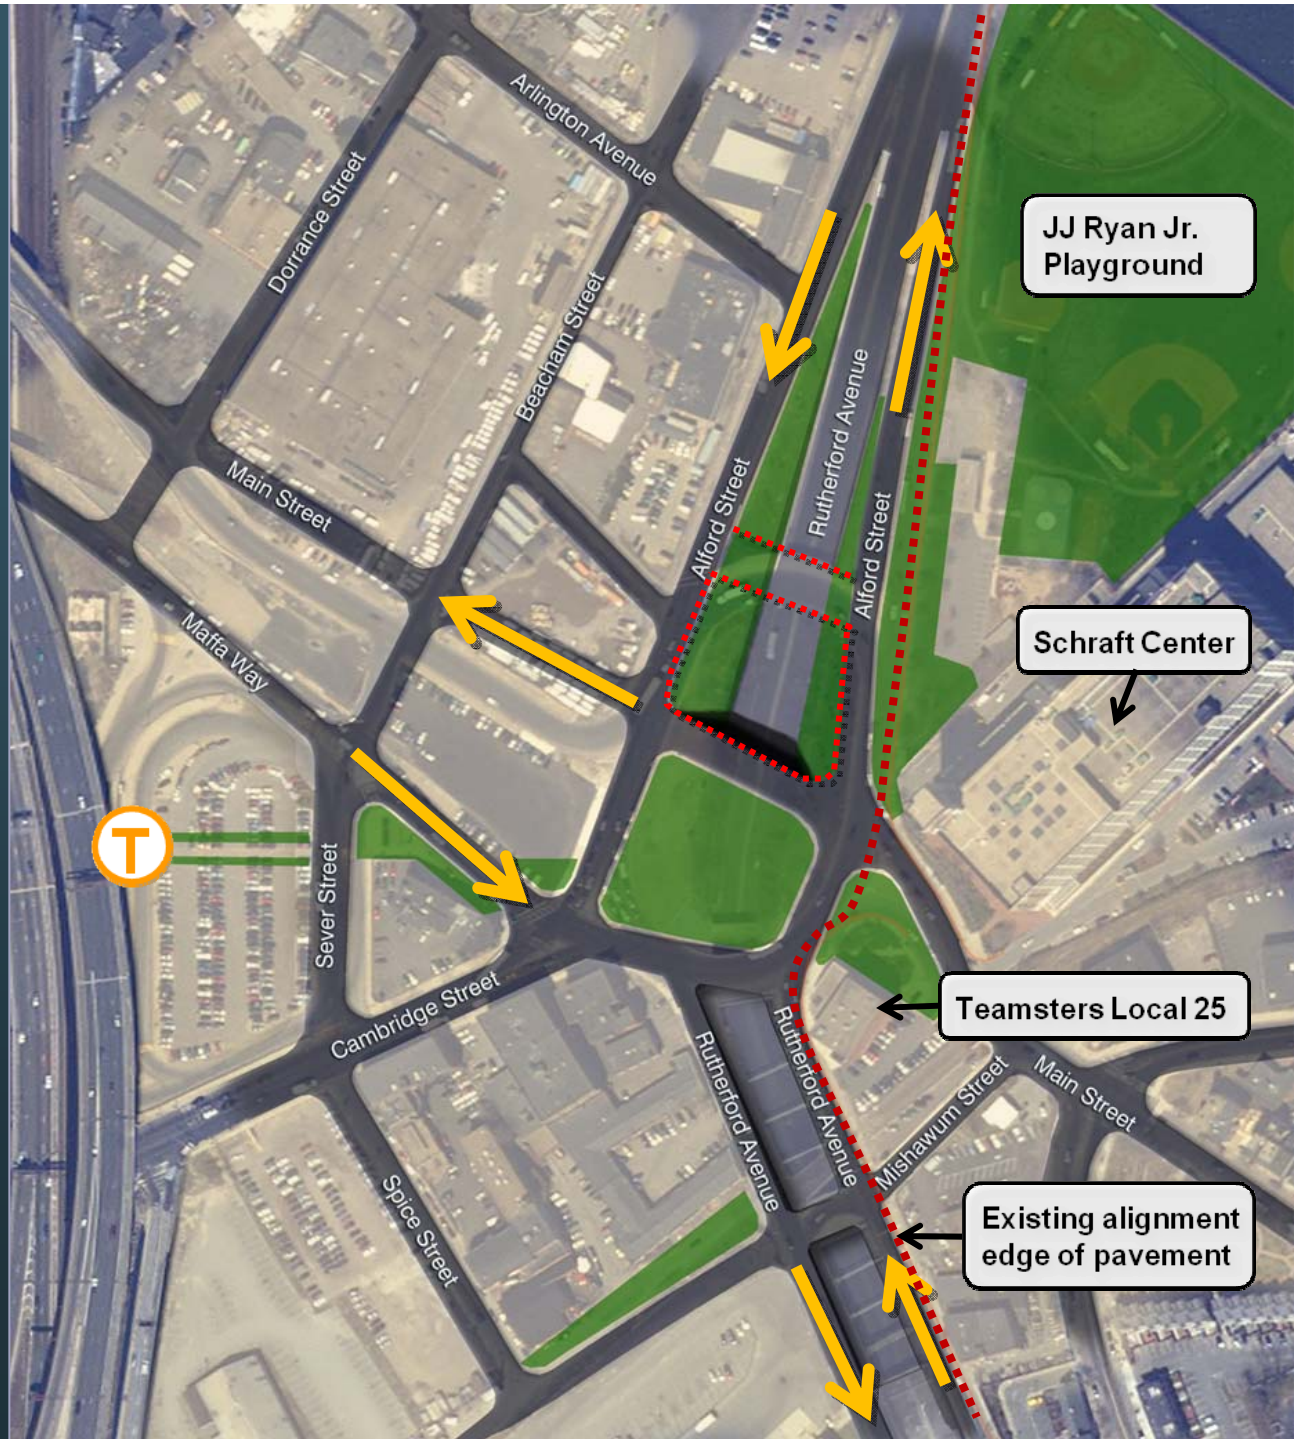 Arlington Avenue
Dorrance Street
JJ Ryan Jr.
Playground
Beacham Street
Rutherford Avenue
Main Street
Alford Street
Alford Street
Maffa Way
Schraft Center
T
Sever Street
Cambridge Street
Teamsters Local 25
Rutherford Avenue
Rutherford Avenue
Mishawum Street
Main Street
Spice Street
Existing alignment
edge of pavement